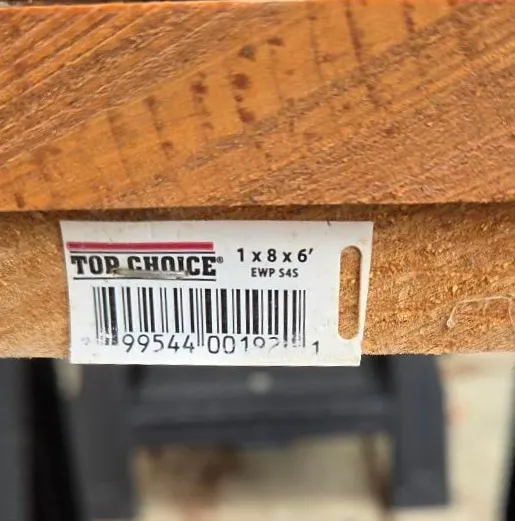 TOP CHOICE®
1 x 8 x 6'
EWP S4S
99544 00192 1